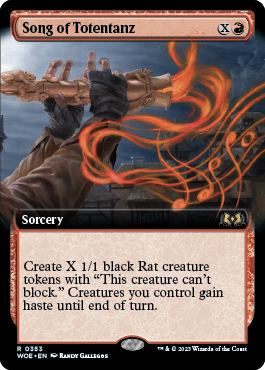 Song of Totentanz X R
Sorcery
Create X 1/1 black Rat creature
tokens with “This creature can't
block.” Creatures you control gain
haste until end of turn.
R 0353
WOE • EN RANDY GALLEGOS
™ & © 2023 Wizards of the Coast